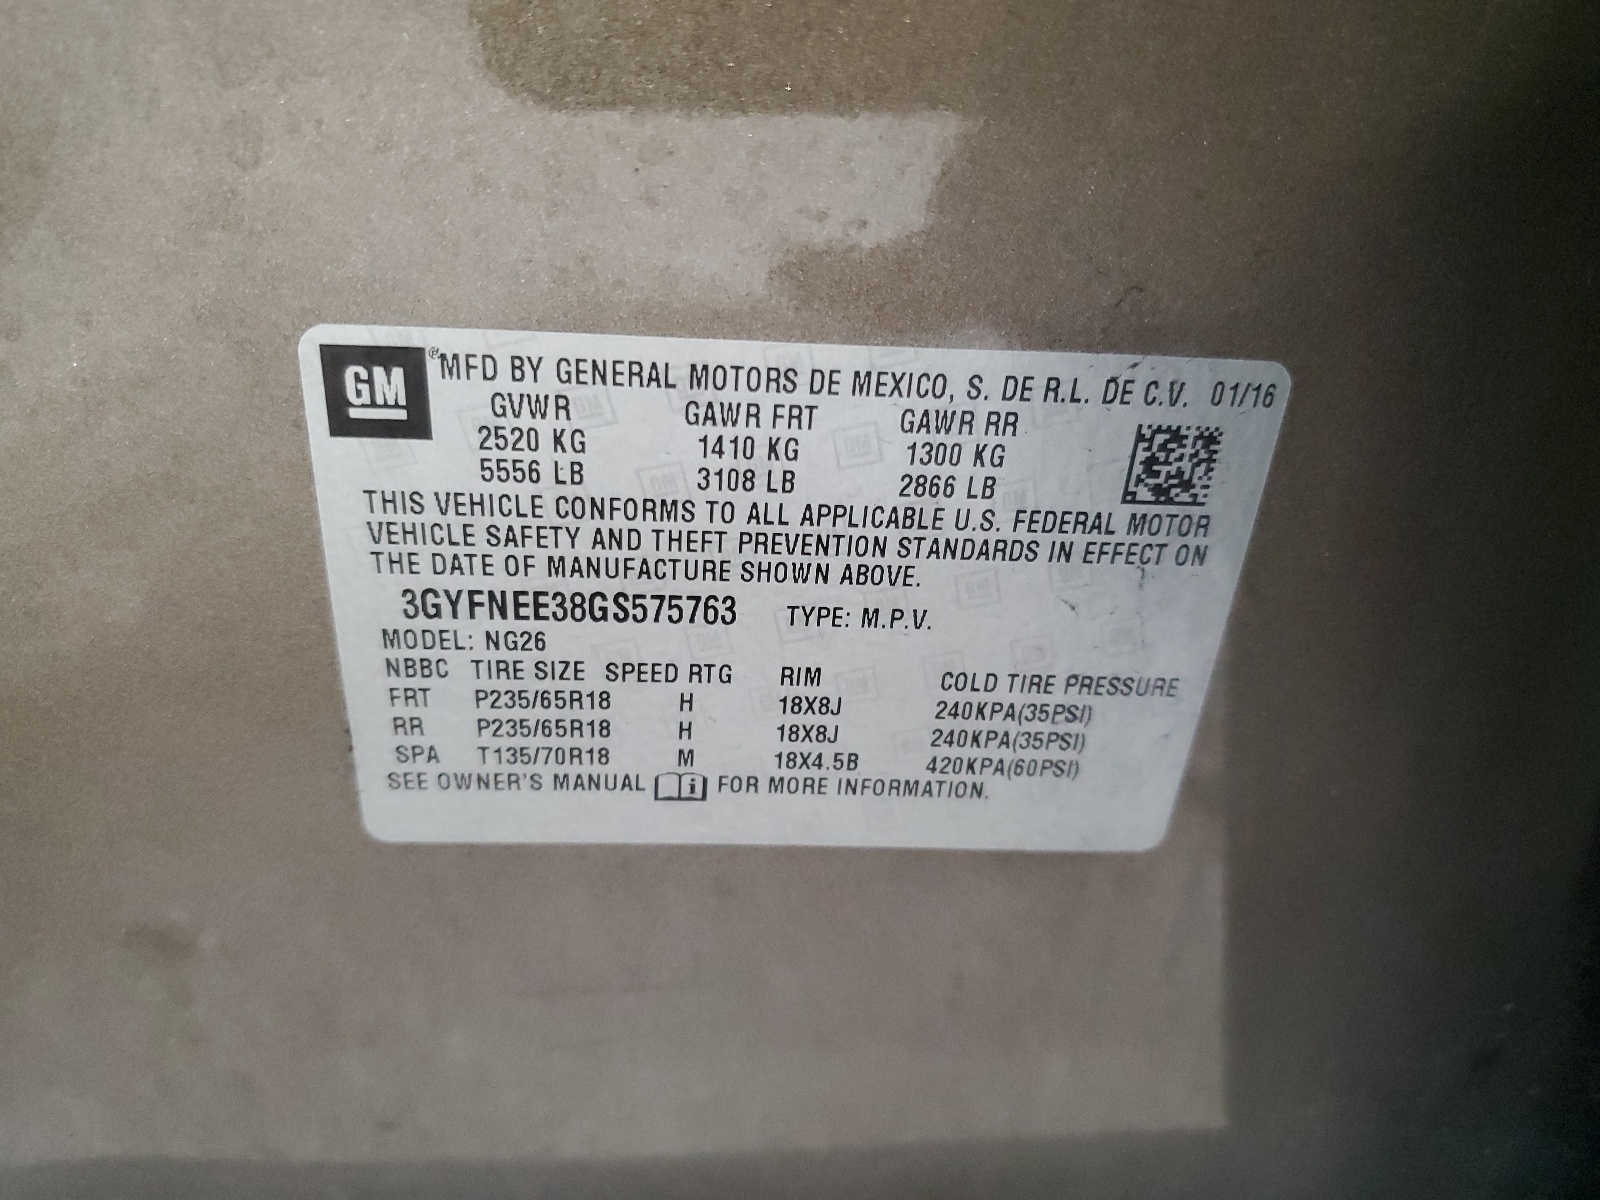 GM ® MFD BY GENERAL MOTORS DE MEXICO, S. DE R.L. DE C.V. 01/16
GVWR GAWR FRT GAWR RR
2520 KG 1410 KG 1300 KG
5556 LB 3108 LB 2866 LB
THIS VEHICLE CONFORMS TO ALL APPLICABLE U.S. FEDERAL MOTOR
VEHICLE SAFETY AND THEFT PREVENTION STANDARDS IN EFFECT ON
THE DATE OF MANUFACTURE SHOWN ABOVE.
3GYFNEE38GS575763 TYPE: M.P.V.
MODEL: NG26
NBBC TIRE SIZE SPEED RTG RIM COLD TIRE PRESSURE
FRT P235/65R18 H 18X8J 240KPA(35PSI)
RR P235/65R18 H 18X8J 240KPA(35PSI)
SPA T135/70R18 M 18X4.5B 420KPA(60PSI)
SEE OWNER'S MANUAL i FOR MORE INFORMATION.